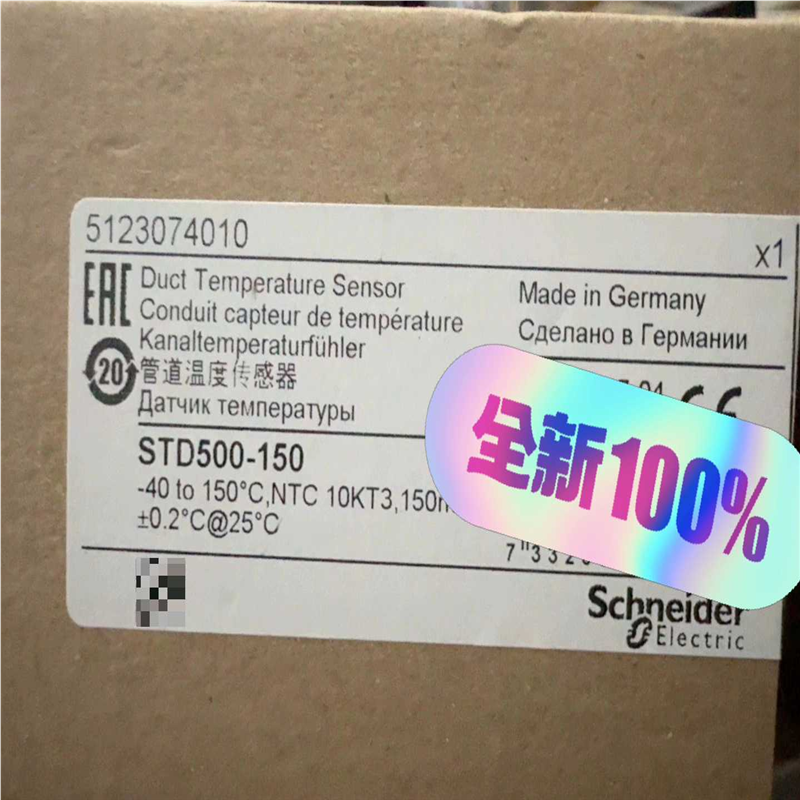 5123074010
x1
EAC
Duct Temperature Sensor
Conduit capteur de température
Kanaltemperaturfühler
20
管道温度传感器
Датчик температуры
Made in Germany
Сделано в Германии
CE
STD500-150
-40 to 150°C,NTC 10KT3,
±0.2°C@25°C
全新100%
Schneider
Electric